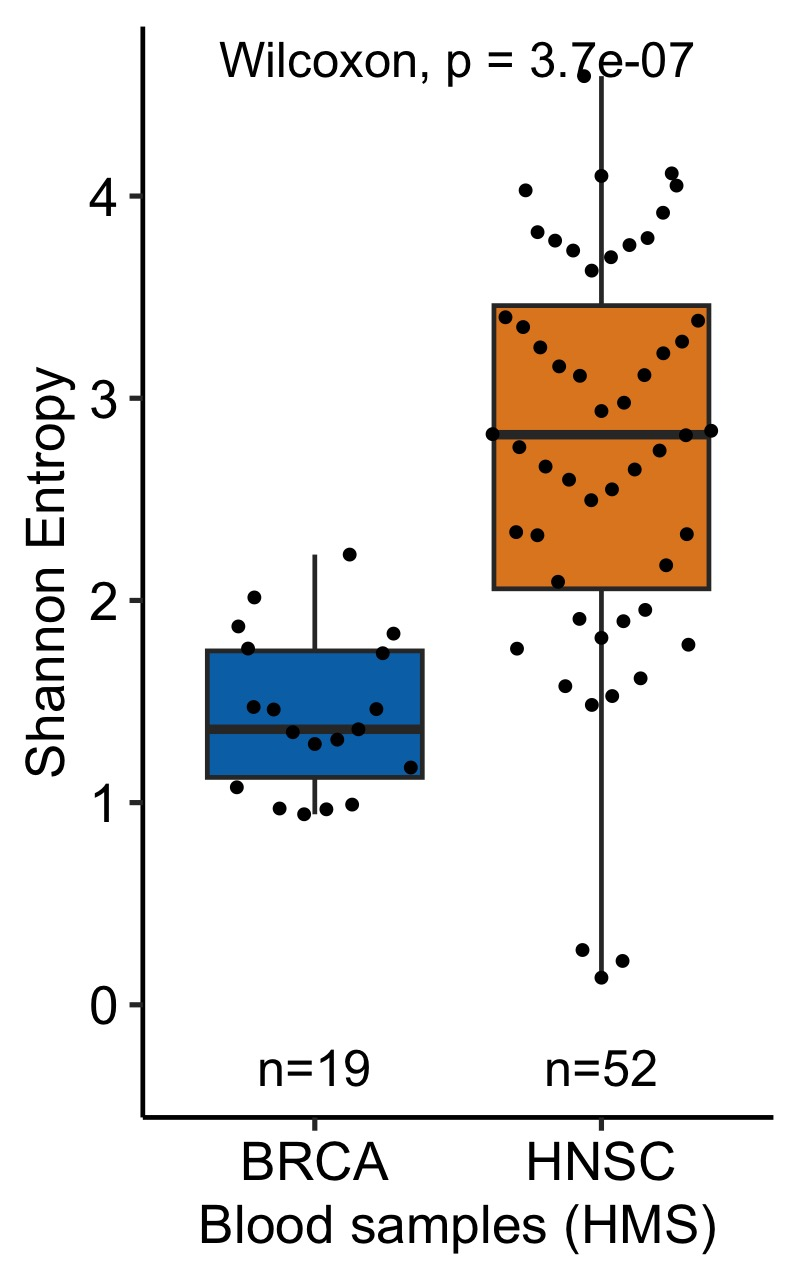 Wilcoxon, p = 3.7e-07
Shannon Entropy
4
3
2
1
0
n=19 n=52
BRCA HNSC
Blood samples (HMS)